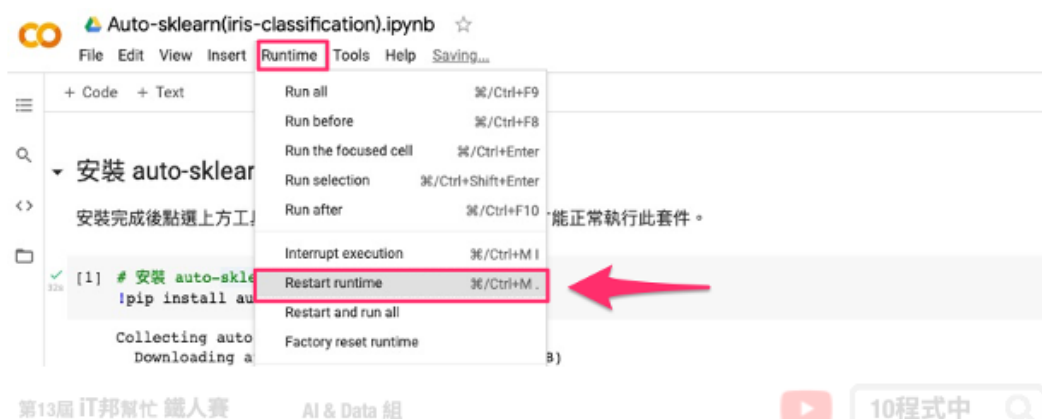 Auto-sklearn(iris-classification).ipynb
File Edit View Insert Runtime Tools Help Saving...
+ Code + Text
Run all ⌘/Ctrl+F9
Run before ⌘/Ctrl+F8
Run the focused cell ⌘/Ctrl+Enter
Run selection ⌘/Ctrl+Shift+Enter
Run after ⌘/Ctrl+F10
Interrupt execution ⌘/Ctrl+M I
Restart runtime ⌘/Ctrl+M .
Restart and run all
Factory reset runtime
安裝 auto-sklear
安裝完成後點選上方工 能正常執行此套件。
[1] # 安裝 auto-skle
32s !pip install au
Collecting auto
Downloading a B)
第13屆 iT邦幫忙 鐵人賽 AI & Data 組 10程式中